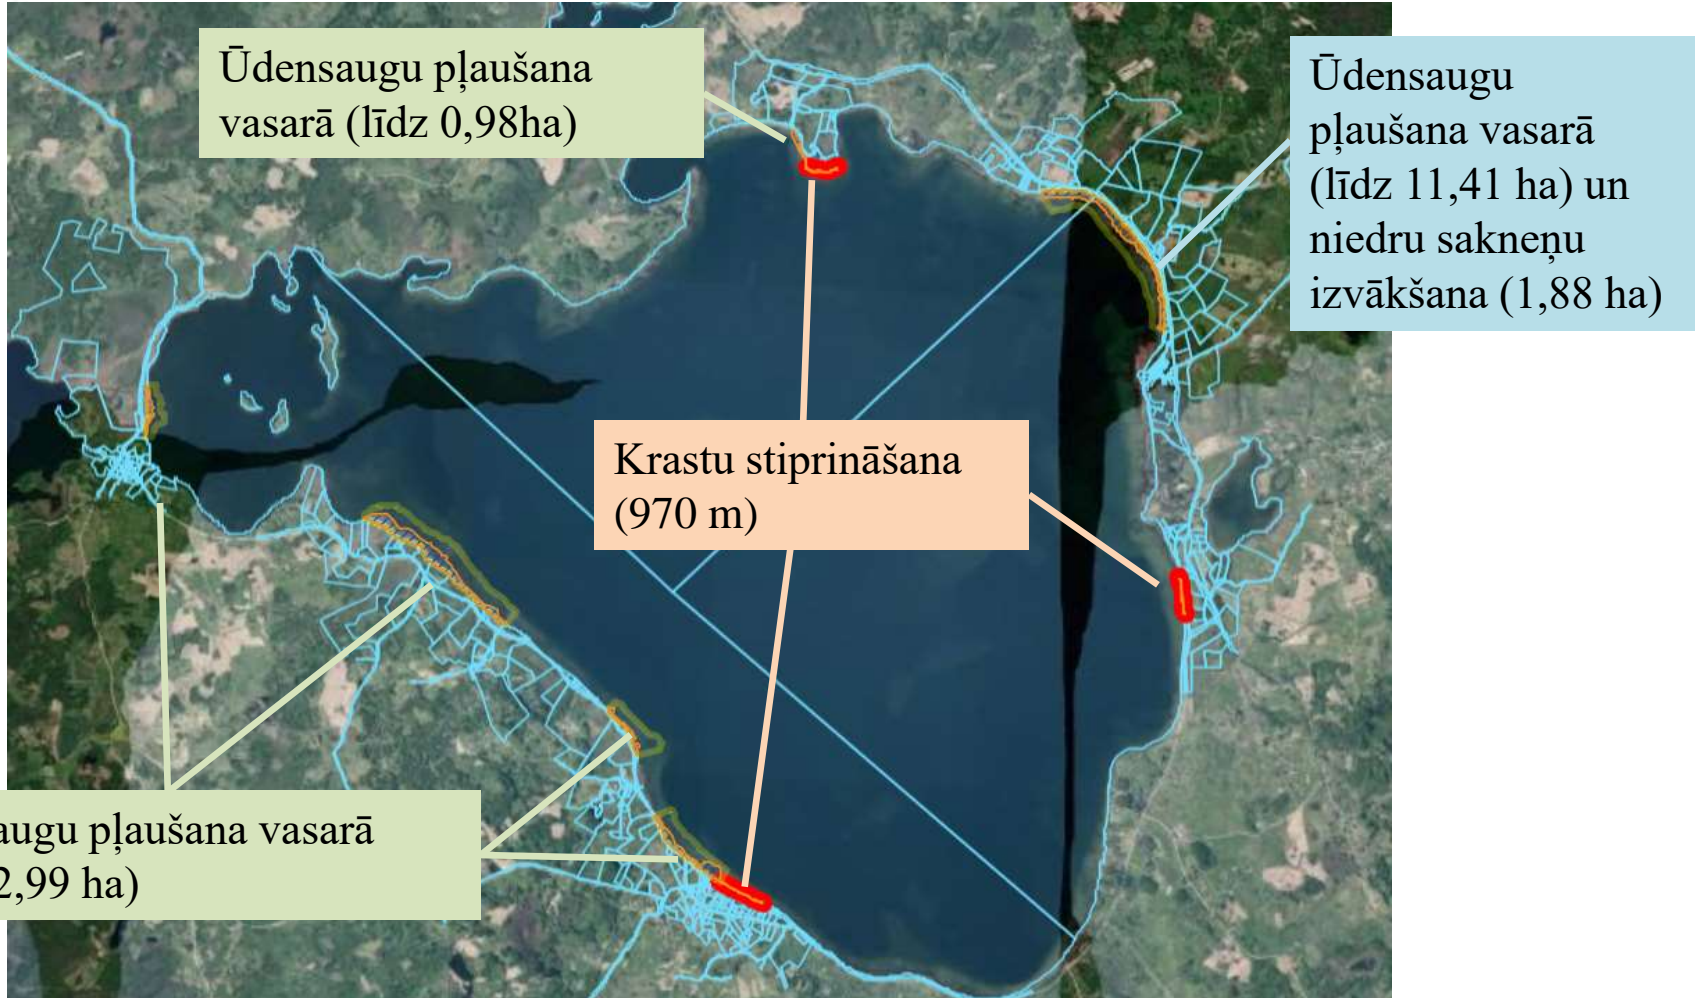 Ūdensaugu pļaušana
vasarā (līdz 0,98ha)
Ūdensaugu
pļaušana vasarā
(līdz 11,41 ha) un
niedru sakneņu
izvākšana (1,88 ha)
Krastu stiprināšana
(970 m)
augu pļaušana vasarā
2,99 ha)